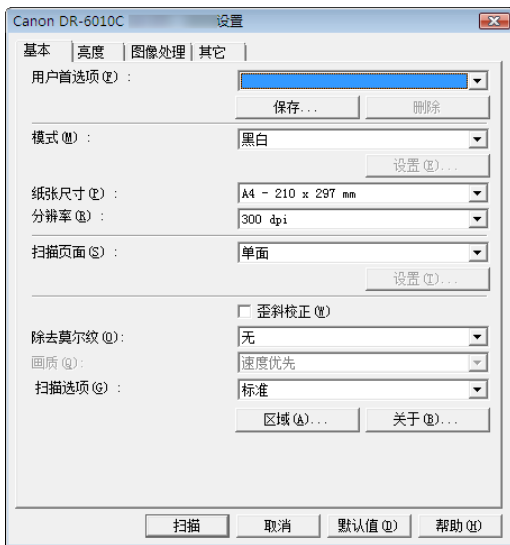 Canon DR-6010C 设置
基本 亮度 图像处理 其它
用户首选项(F) :
保存... 删除
模式(M) : 黑白
设置(E)...
纸张尺寸(P) : A4 - 210 x 297 mm
分辨率(R) : 300 dpi
扫描页面(S) : 单面
设置(T)...
歪斜校正(W)
除去莫尔纹(O): 无
画质(Q): 速度优先
扫描选项(G) : 标准
区域(A)... 关于(B)...
扫描 取消 默认值(D) 帮助(H)